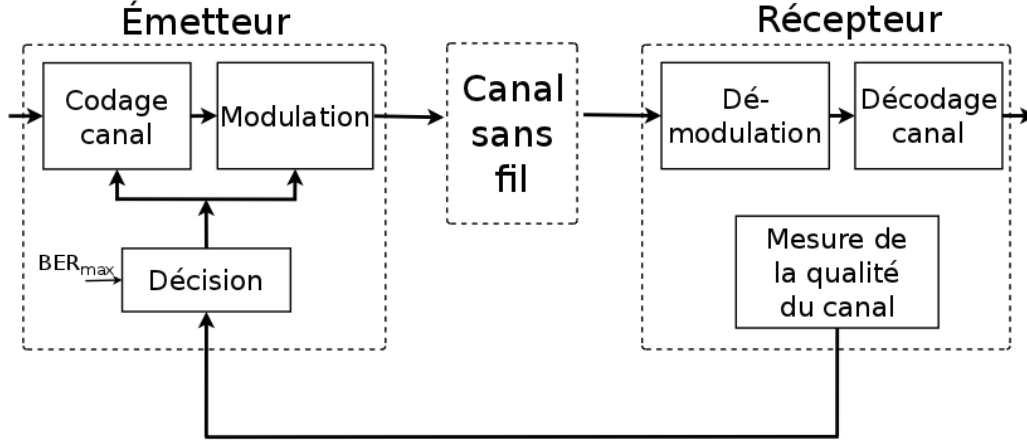 Émetteur
Récepteur
Codage
canal
Modulation
Canal
sans
fil
Dé-
modulation
Décodage
canal
BERmax
Décision
Mesure de
la qualité
du canal